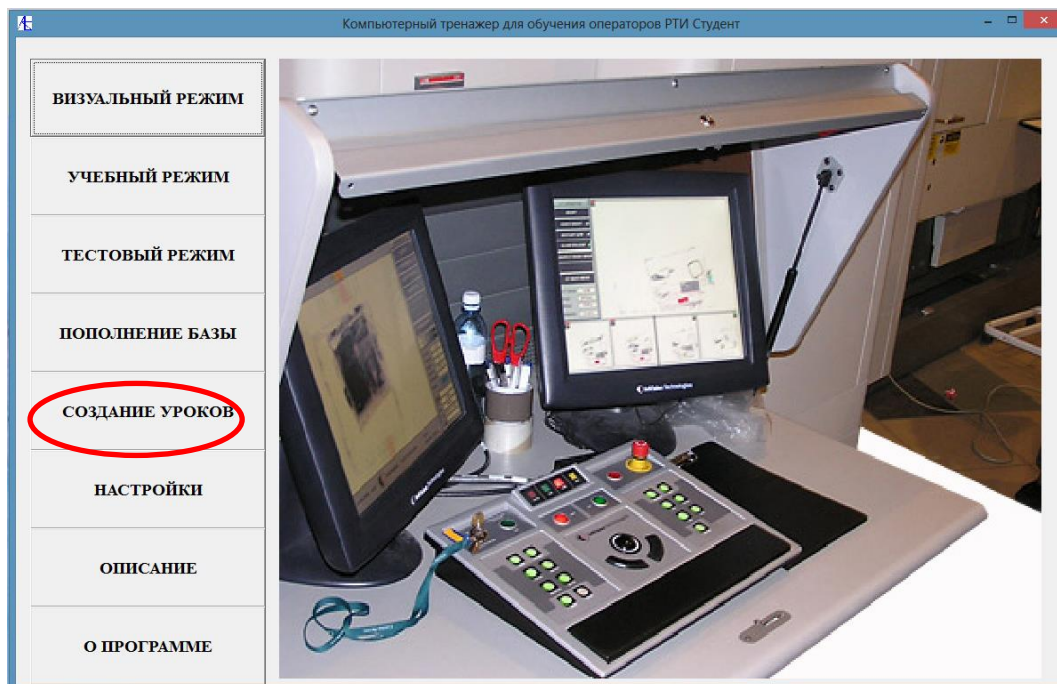 Компьютерный тренажер для обучения операторов РТИ Студент
ВИЗУАЛЬНЫЙ РЕЖИМ
УЧЕБНЫЙ РЕЖИМ
ТЕСТОВЫЙ РЕЖИМ
ПОПОЛНЕНИЕ БАЗЫ
СОЗДАНИЕ УРОКОВ
НАСТРОЙКИ
ОПИСАНИЕ
О ПРОГРАММЕ